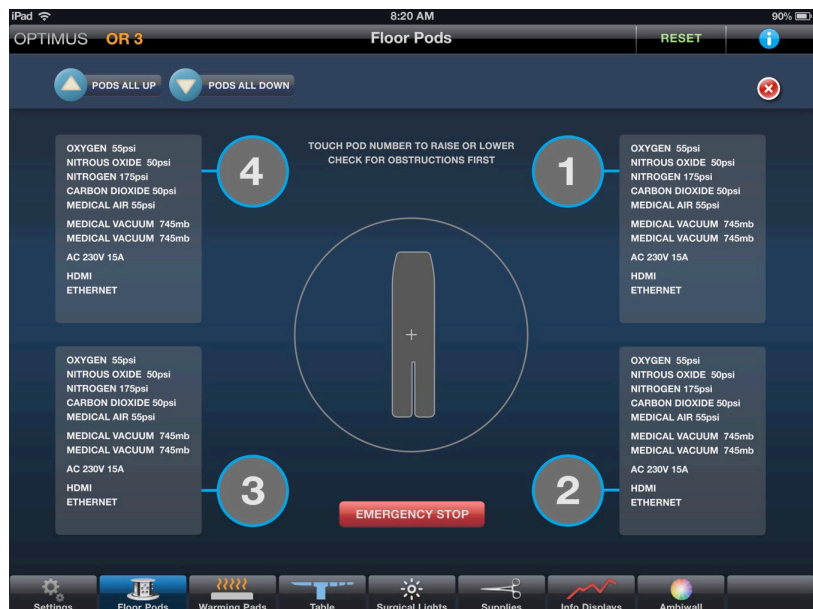 iPad 8:20 AM 90%
OPTIMUS OR 3 Floor Pods RESET i
PODS ALL UP PODS ALL DOWN
TOUCH POD NUMBER TO RAISE OR LOWER
CHECK FOR OBSTRUCTIONS FIRST
OXYGEN 55psi
NITROUS OXIDE 50psi
NITROGEN 175psi
CARBON DIOXIDE 50psi
MEDICAL AIR 55psi
MEDICAL VACUUM 745mb
MEDICAL VACUUM 745mb
AC 230V 15A
HDMI
ETHERNET
4
1
OXYGEN 55psi
NITROUS OXIDE 50psi
NITROGEN 175psi
CARBON DIOXIDE 50psi
MEDICAL AIR 55psi
MEDICAL VACUUM 745mb
MEDICAL VACUUM 745mb
AC 230V 15A
HDMI
ETHERNET
OXYGEN 55psi
NITROUS OXIDE 50psi
NITROGEN 175psi
CARBON DIOXIDE 50psi
MEDICAL AIR 55psi
MEDICAL VACUUM 745mb
MEDICAL VACUUM 745mb
AC 230V 15A
HDMI
ETHERNET
3
2
OXYGEN 55psi
NITROUS OXIDE 50psi
NITROGEN 175psi
CARBON DIOXIDE 50psi
MEDICAL AIR 55psi
MEDICAL VACUUM 745mb
MEDICAL VACUUM 745mb
AC 230V 15A
HDMI
ETHERNET
EMERGENCY STOP
Settings Floor Pods Warming Pads Table Surgical Lights Supplies Info Displays Ambiwall